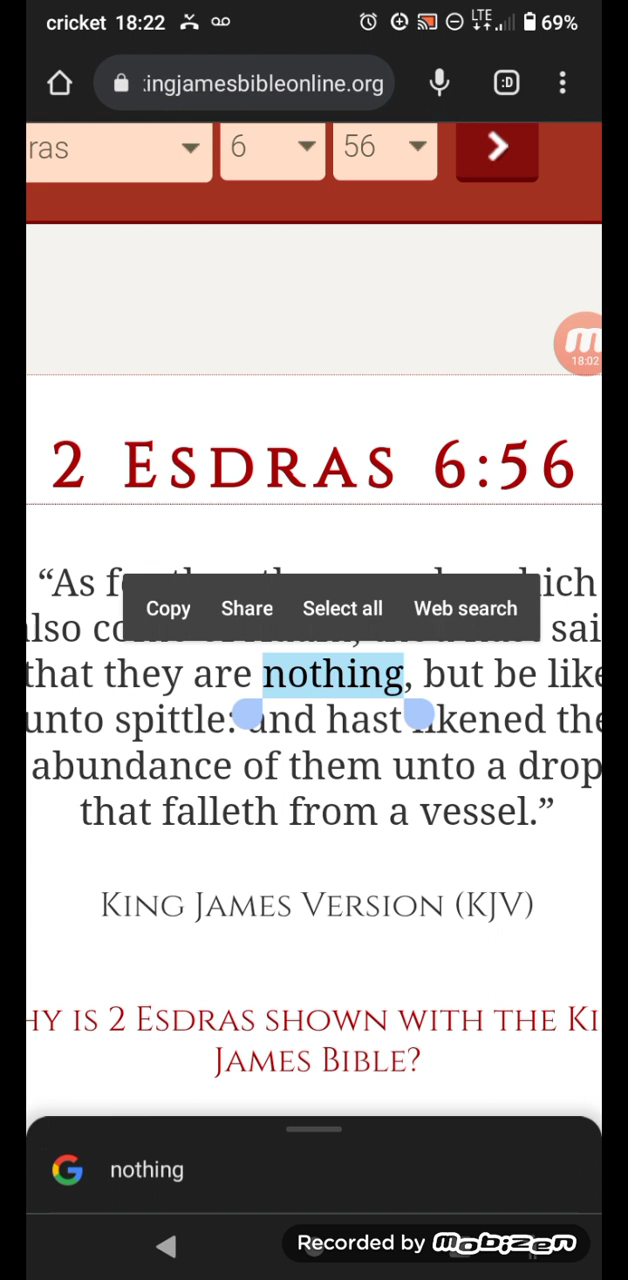 cricket 18:22
LTE
69%
:ingjamesbibleonline.org
:D
ras
6
56
18:02
2 Esdras 6:56
“As
ich
Copy Share Select all Web search
lso
sai
that they are nothing, but be like
unto spittle: and hast likened the
abundance of them unto a drop
that falleth from a vessel.”
King James Version (KJV)
hy is 2 Esdras shown with the Ki
James Bible?
nothing
Recorded by Mobizen